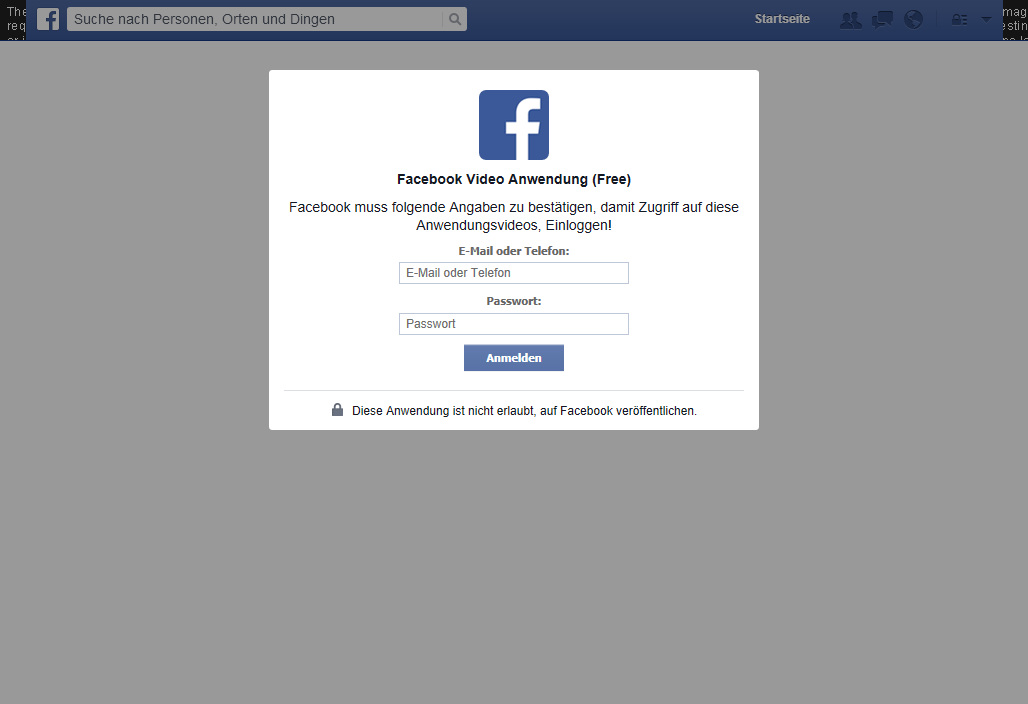 The
req
Suche nach Personen, Orten und Dingen
Startseite
mag
estin
Facebook Video Anwendung (Free)
Facebook muss folgende Angaben zu bestätigen, damit Zugriff auf diese
Anwendungsvideos, Einloggen!
E-Mail oder Telefon:
E-Mail oder Telefon
Passwort:
Passwort
Anmelden
Diese Anwendung ist nicht erlaubt, auf Facebook veröffentlichen.